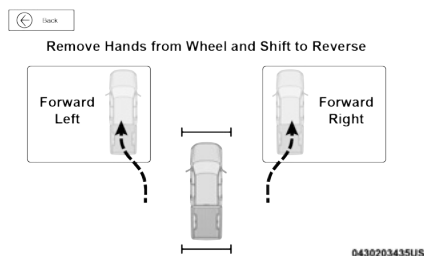 Back
Remove Hands from Wheel and Shift to Reverse
Forward
Left
Forward
Right
0430203435US